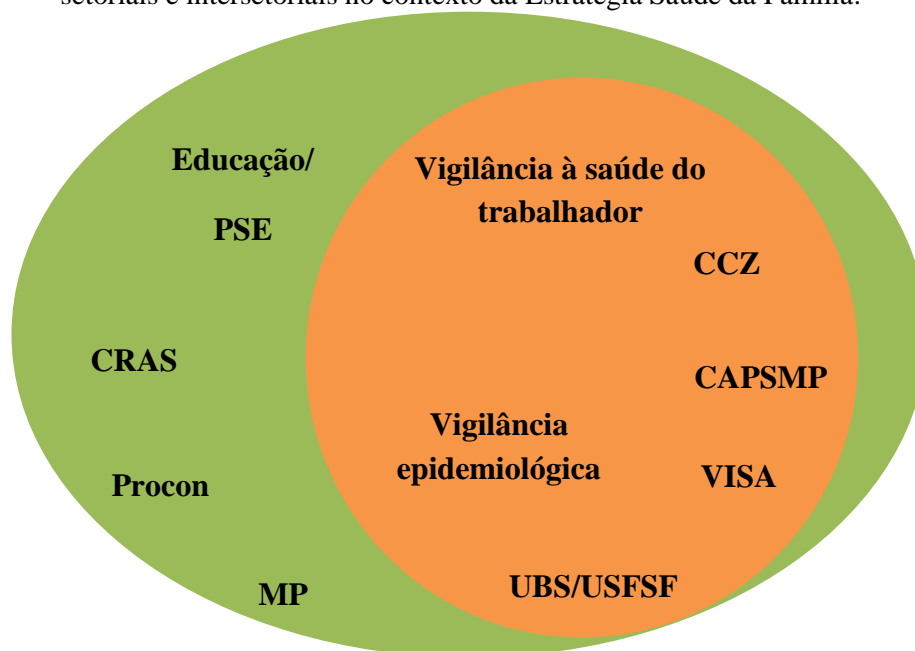 setoriais e intersetoriais no contexto da Estratégia Saúde da Família.
Educação/
PSE
CRAS
Procon
MP
Vigilância à saúde do
trabalhador
CCZ
CAPSMP
Vigilância
epidemiológica
VISA
UBS/USFSF